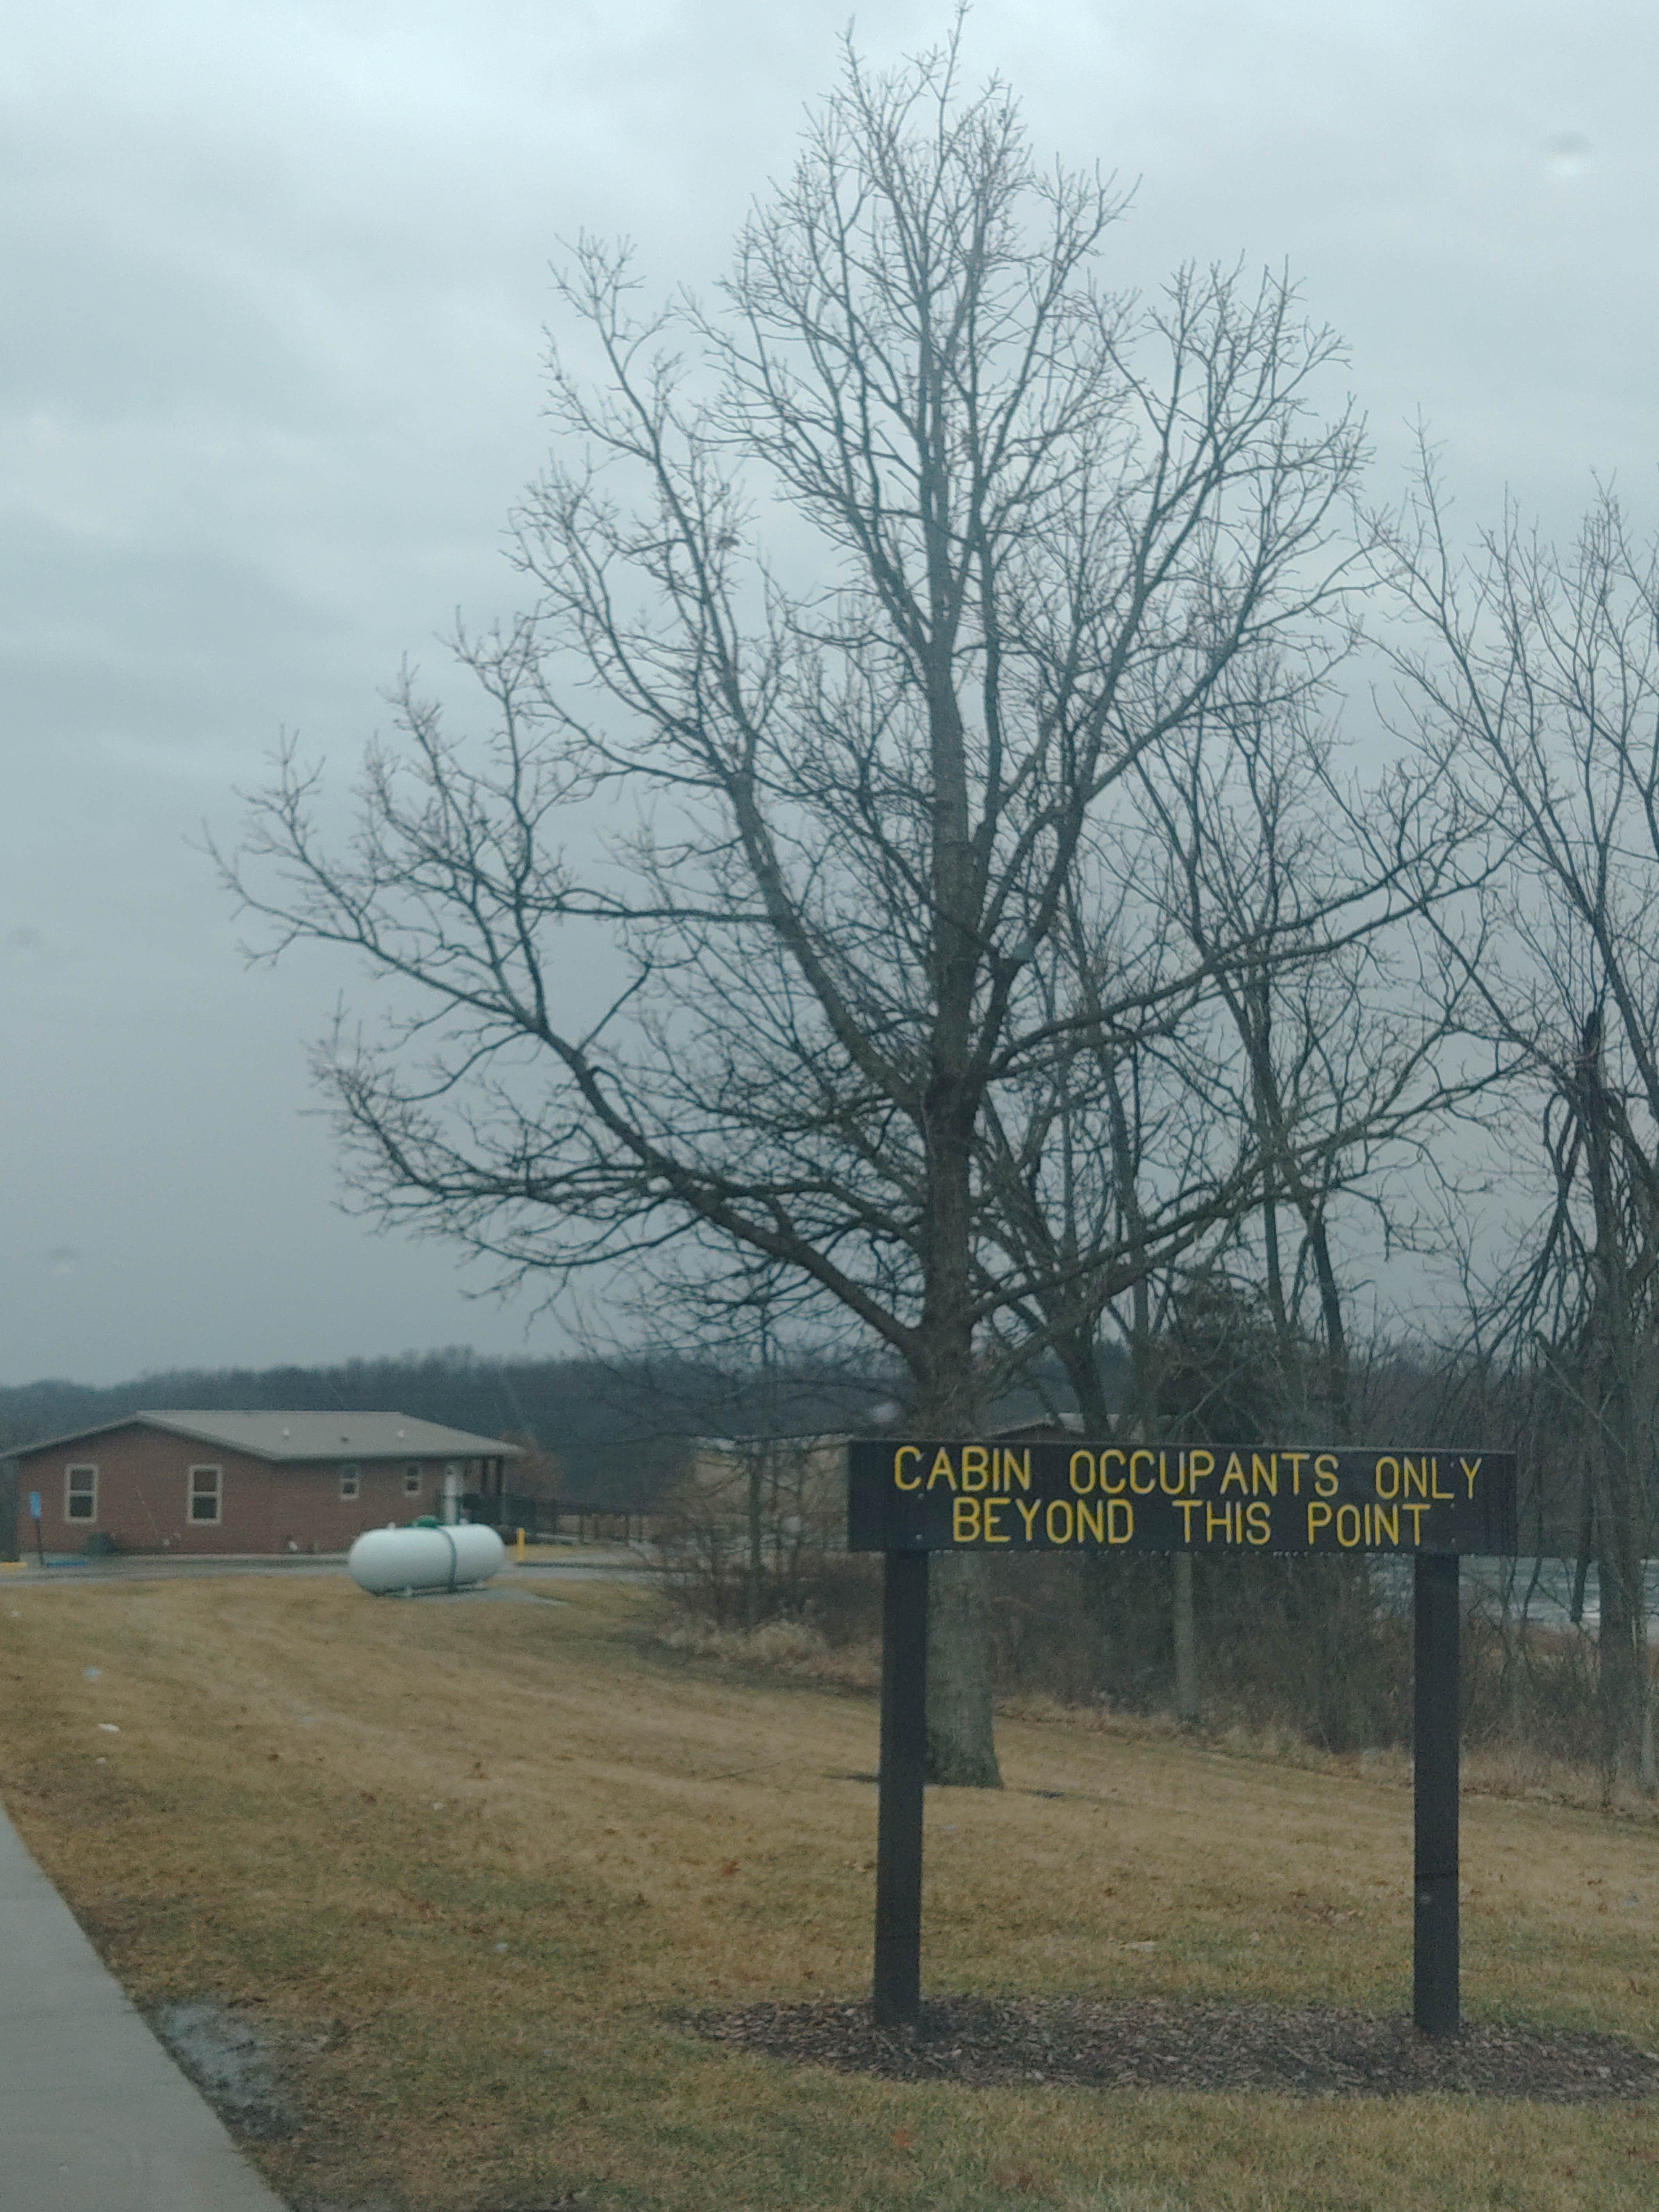 CABIN OCCUPANTS ONLY
BEYOND THIS POINT